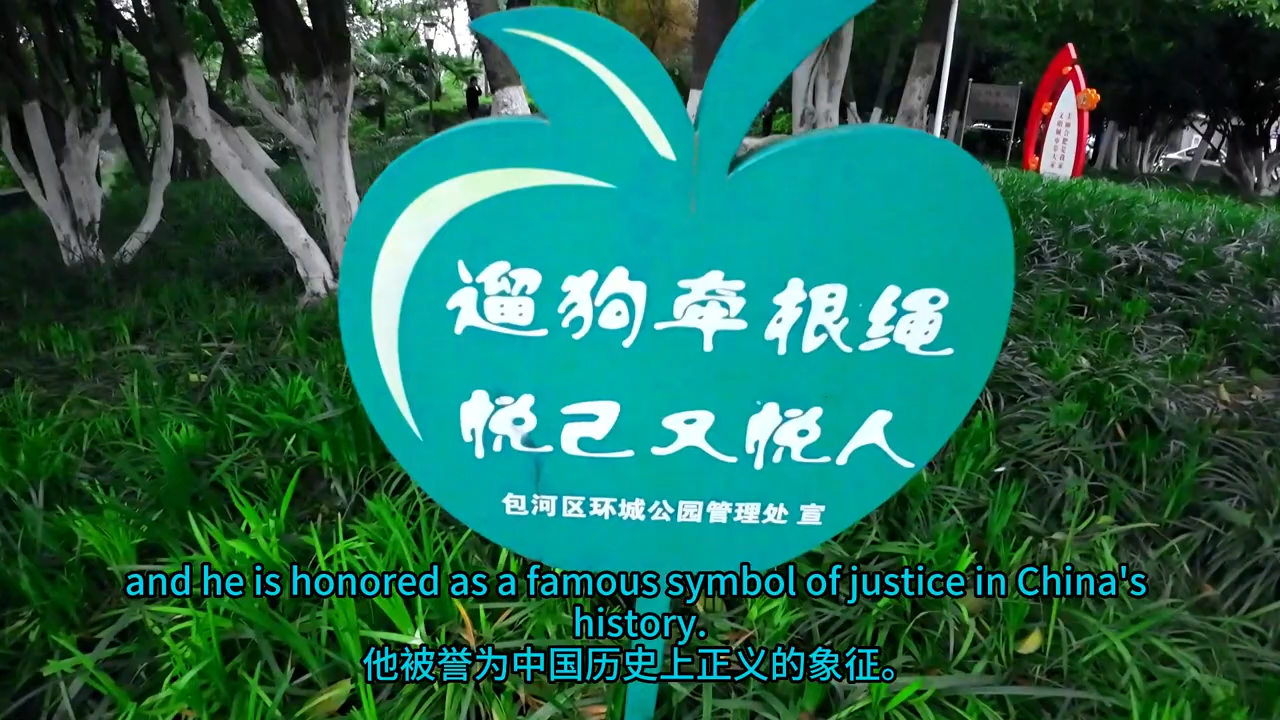 遛狗牵根绳
悦己又悦人
包河区环城公园管理处 宣
and he is honored as a famous symbol of justice in China's
history.
他被誉为中国历史上正义的象征。